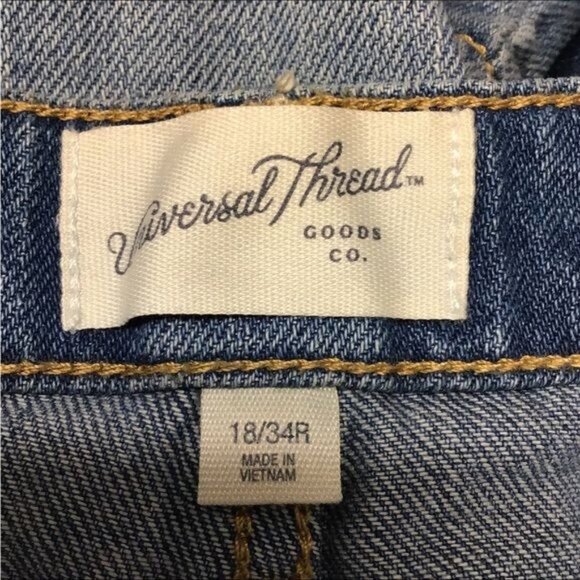 Universal Thread™
GOODS
CO.
18/34R
MADE IN
VIETNAM